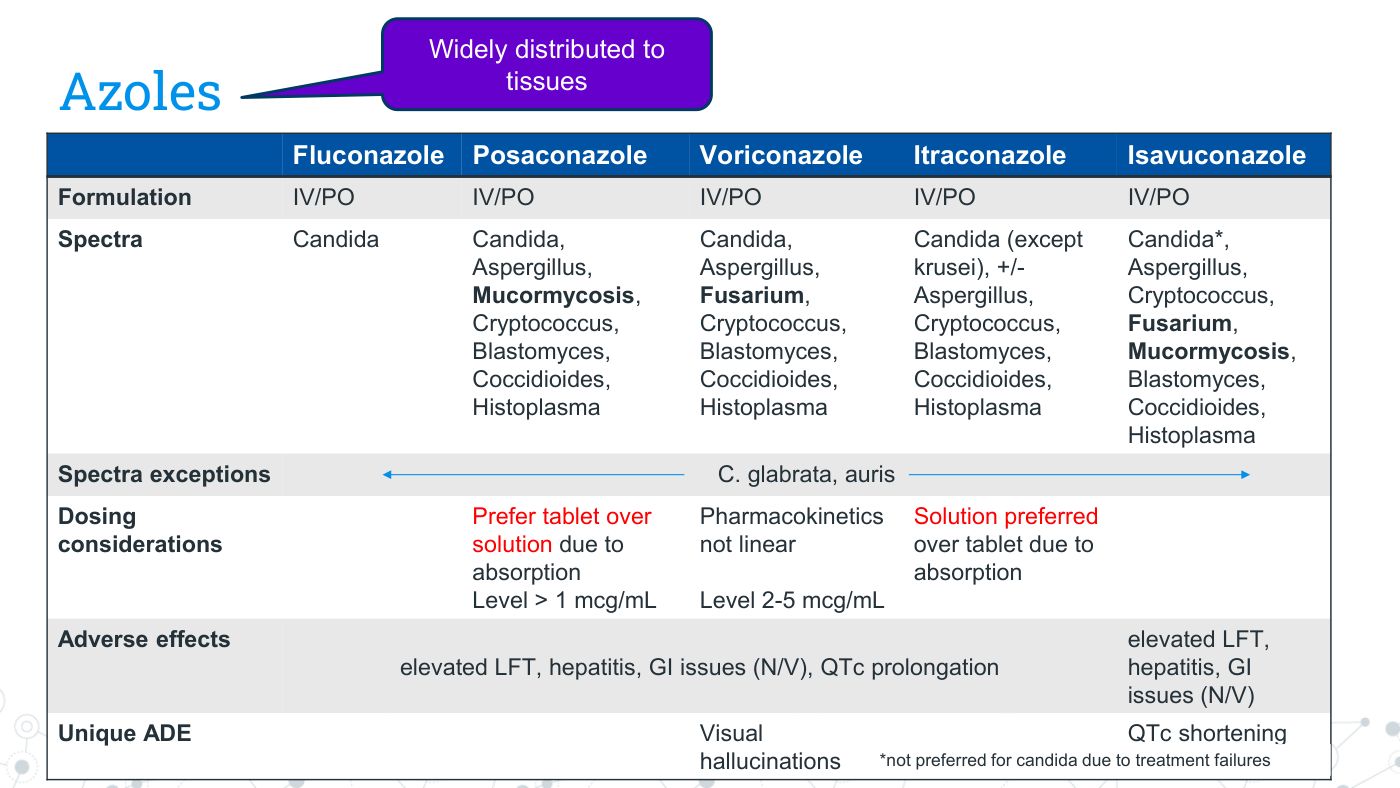 Widely distributed to
tissues
Azoles
Fluconazole Posaconazole Voriconazole Itraconazole Isavuconazole
Formulation IV/PO IV/PO IV/PO IV/PO IV/PO
Spectra Candida Candida, Candida, Candida (except Candida*,
Aspergillus, Aspergillus, krusei), +/- Aspergillus,
Mucormycosis, Fusarium, Aspergillus, Cryptococcus,
Cryptococcus, Cryptococcus, Cryptococcus, Fusarium,
Blastomyces, Blastomyces, Blastomyces, Mucormycosis,
Coccidioides, Coccidioides, Coccidioides, Blastomyces,
Histoplasma Histoplasma Histoplasma Coccidioides,
Histoplasma
Spectra exceptions C. glabrata, auris
Dosing Prefer tablet over Pharmacokinetics Solution preferred
considerations solution due to not linear over tablet due to
absorption absorption
Level > 1 mcg/mL Level 2-5 mcg/mL
Adverse effects elevated LFT,
elevated LFT, hepatitis, GI issues (N/V), QTc prolongation hepatitis, GI
issues (N/V)
Unique ADE Visual QTc shortening
hallucinations *not preferred for candida due to treatment failures